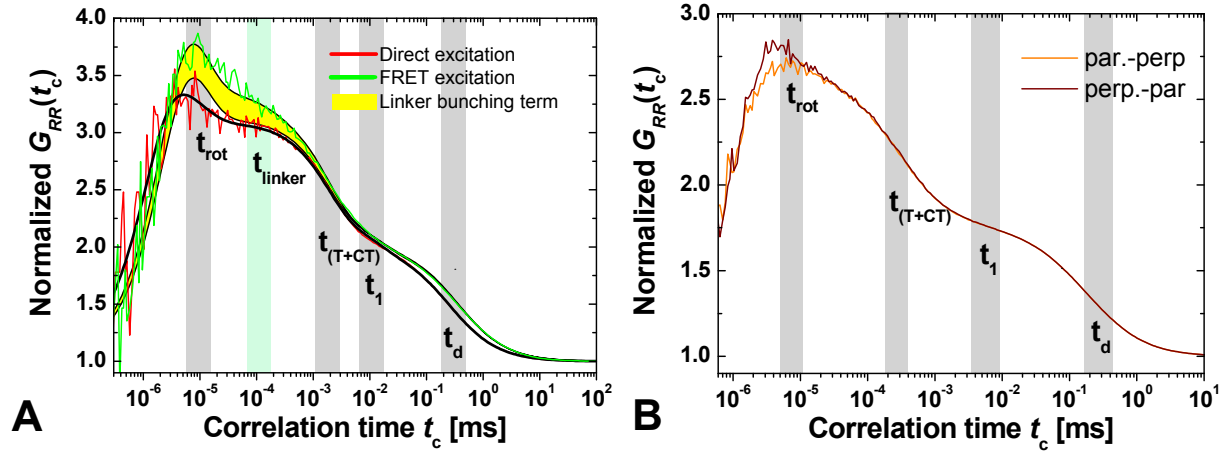 Normalized G_RR(t_c)
4.0
3.5
3.0
2.5
2.0
1.5
1.0
Direct excitation
FRET excitation
Linker bunching term
t_rot
t_linker
t_(T+CT)
t_1
t_d
10^-6 10^-5 10^-4 10^-3 10^-2 10^-1 10^0 10^1 10^2
Correlation time t_c [ms]
A
Normalized G_RR(t_c)
3.0
2.5
2.0
1.5
1.0
par.-perp
perp.-par
t_rot
t_(T+CT)
t_1
t_d
10^-6 10^-5 10^-4 10^-3 10^-2 10^-1 10^0 10^1
Correlation time t_c [ms]
B